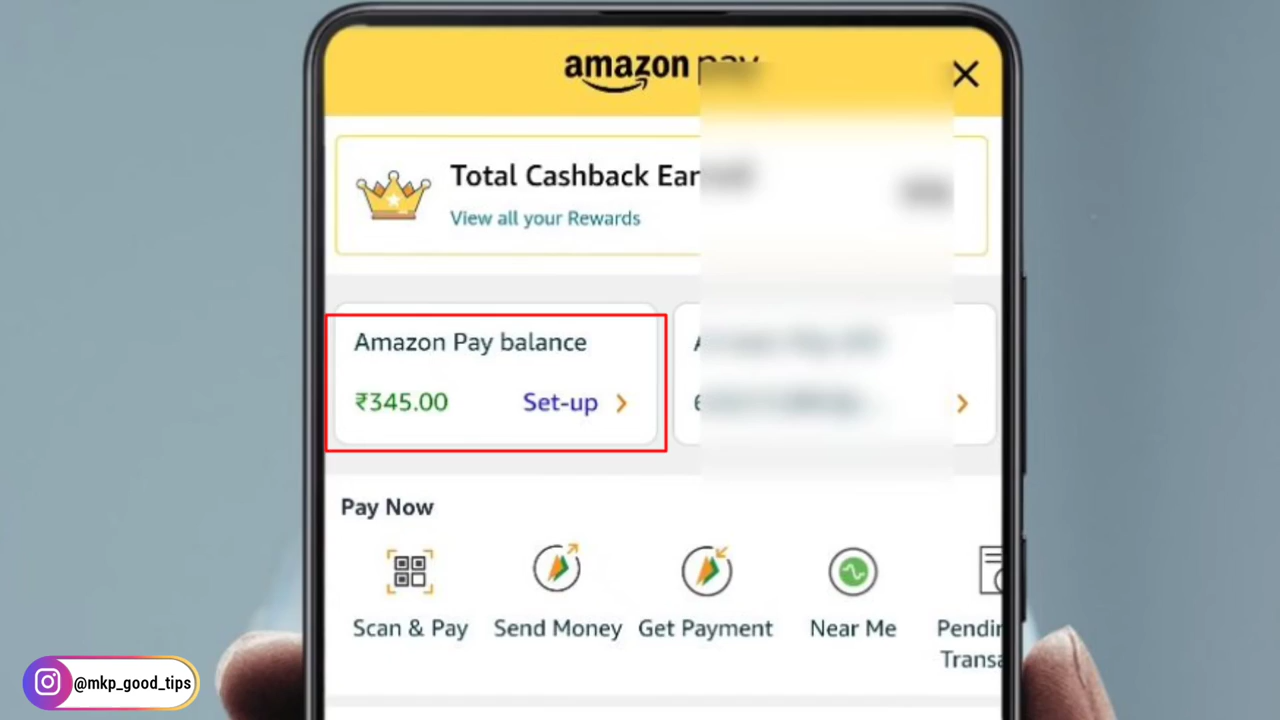 amazon pay
Total Cashback Ear
View all your Rewards
Amazon Pay balance
₹345.00 Set-up
Pay Now
Scan & Pay
Send Money
Get Payment
Near Me
Pendin
Transa
@mkp_good_tips